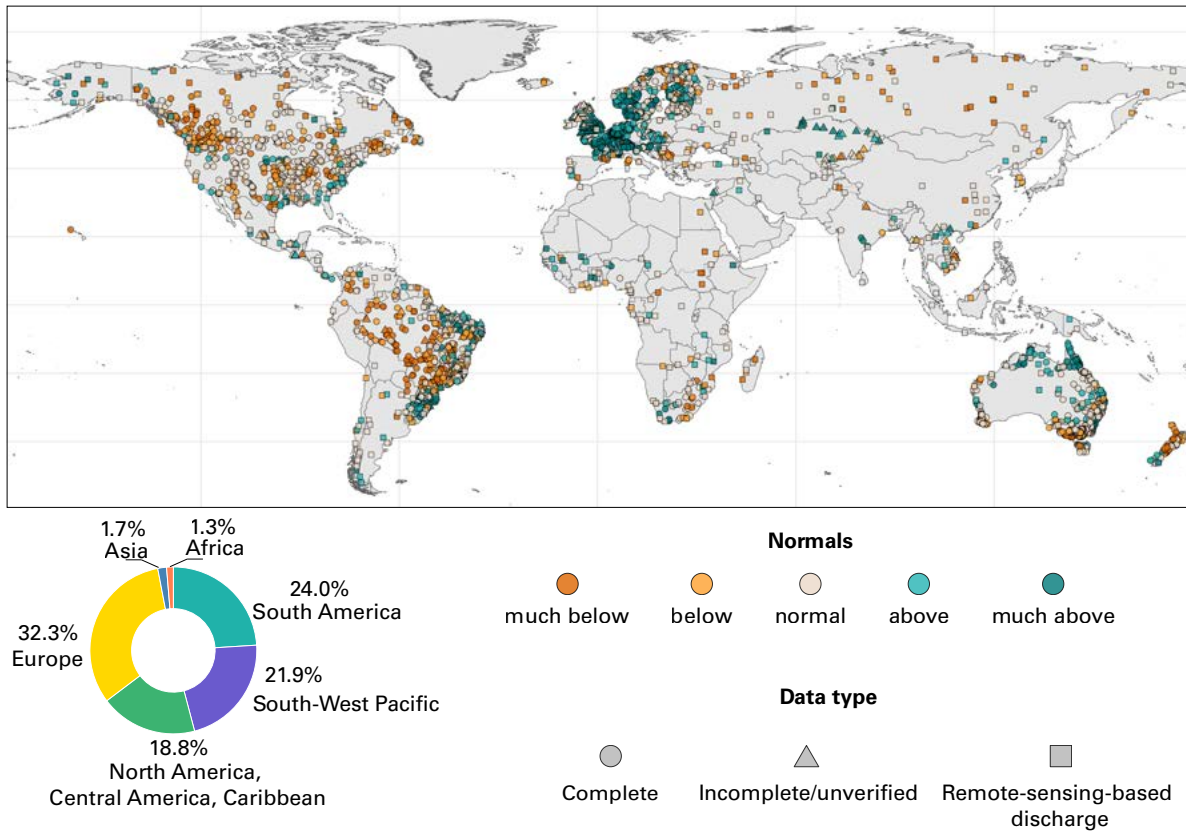 1.7%
Asia
1.3%
Africa
24.0%
South America
32.3%
Europe
21.9%
South-West Pacific
18.8%
North America,
Central America, Caribbean
Normals
much below
below
normal
above
much above
Data type
Complete
Incomplete/unverified
Remote-sensing-based
discharge